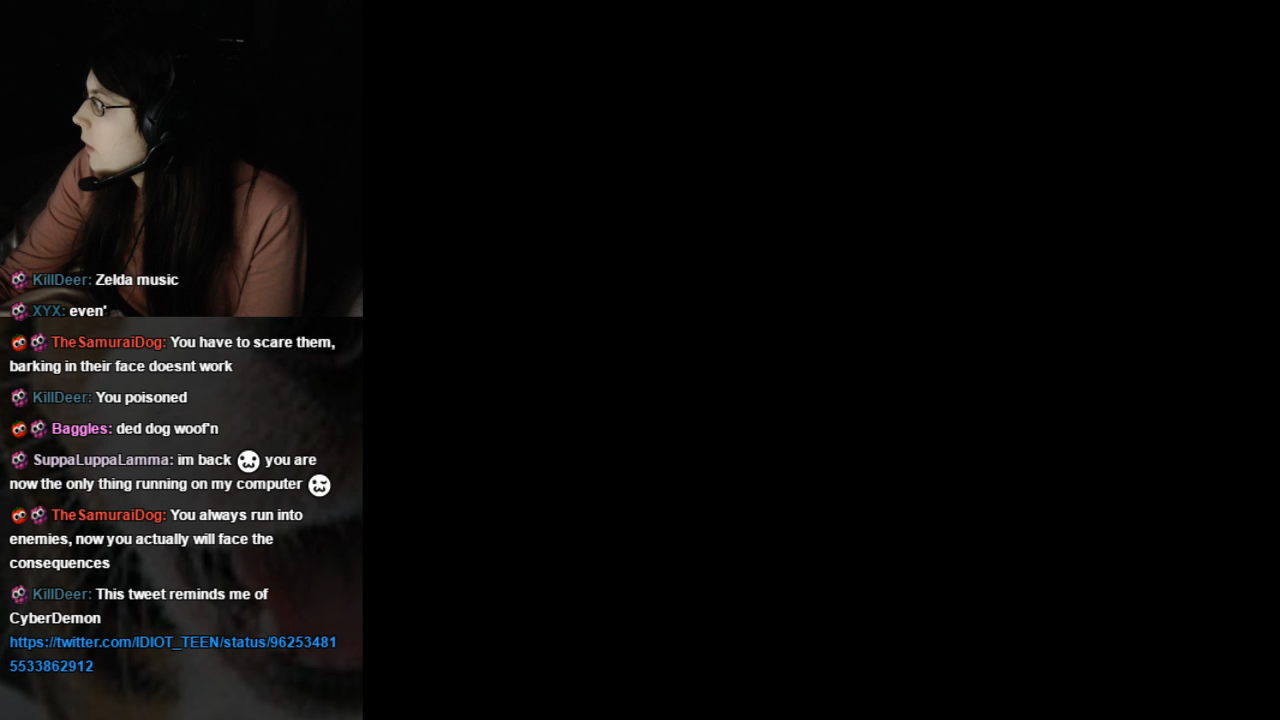 KillDeer: Zelda music
XYX: even'
TheSamuraiDog: You have to scare them,
barking in their face doesnt work
KillDeer: You poisoned
Baggles: ded dog woof'n
SuppaLuppaLamma: im back you are
now the only thing running on my computer
TheSamuraiDog: You always run into
enemies, now you actually will face the
consequences
KillDeer: This tweet reminds me of
CyberDemon
https://twitter.com/IDIOT_TEEN/status/96253481
5533862912